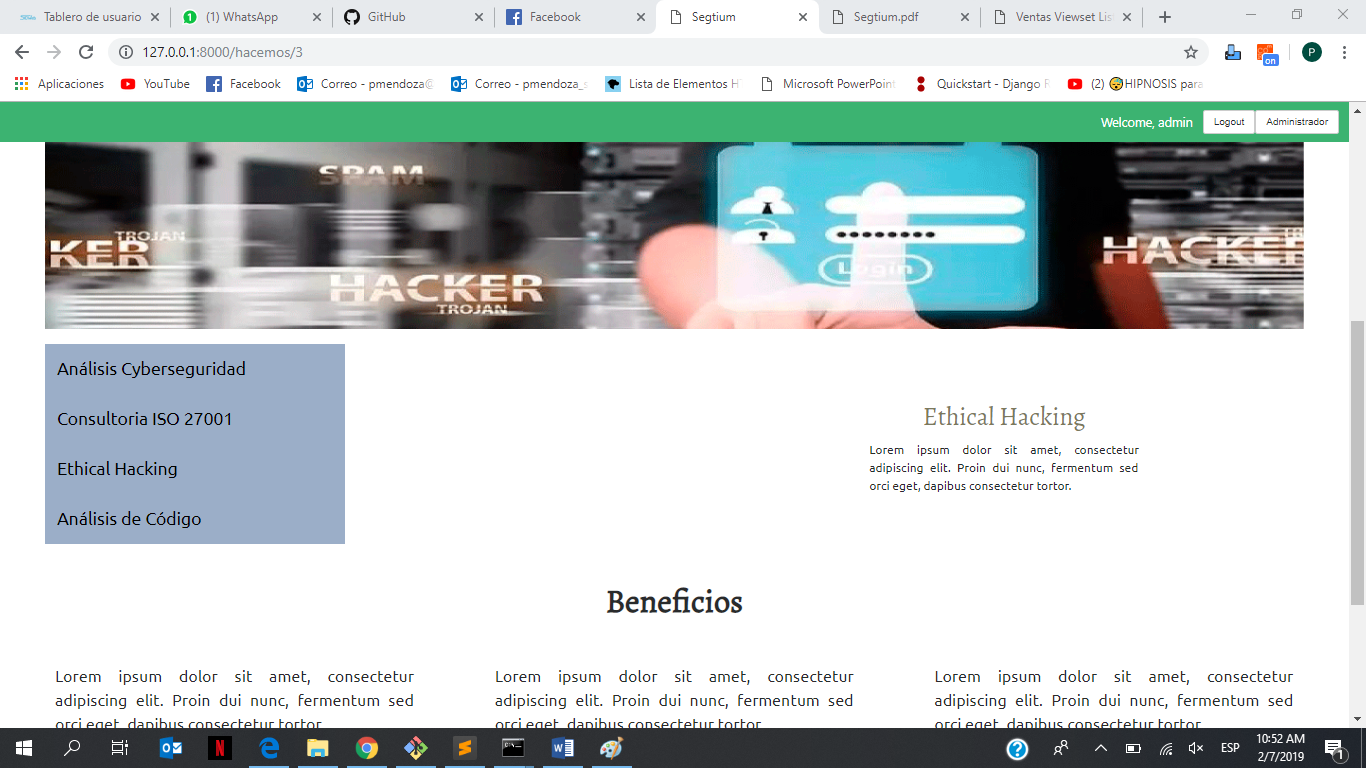 Tablero de usuario
(1) WhatsApp
GitHub
Facebook
Segtium
Segtium.pdf
Ventas Viewset Lis
127.0.0.1:8000/hacemos/3
P
on
Aplicaciones
YouTube
Facebook
Correo - pmendoza@
Correo - pmendoza_s
Lista de Elementos H
Microsoft PowerPoint
Quickstart - Django R
(2) 😴HIPNOSIS para
Welcome, admin
Logout
Administrador
SPAM
TROJAN
KER
HACKER
TROJAN
Login
HACKER
Análisis Cyberseguridad
Consultoria ISO 27001
Ethical Hacking
Análisis de Código
Ethical Hacking
Lorem ipsum dolor sit amet, consectetur
adipiscing elit. Proin dui nunc, fermentum sed
orci eget, dapibus consectetur tortor.
Beneficios
Lorem ipsum dolor sit amet, consectetur
adipiscing elit. Proin dui nunc, fermentum sed
orci eget, dapibus consectetur tortor.
Lorem ipsum dolor sit amet, consectetur
adipiscing elit. Proin dui nunc, fermentum sed
orci eget, dapibus consectetur tortor.
Lorem ipsum dolor sit amet, consectetur
adipiscing elit. Proin dui nunc, fermentum sed
orci eget, dapibus consectetur tortor.
ESP
10:52 AM
2/7/2019
1